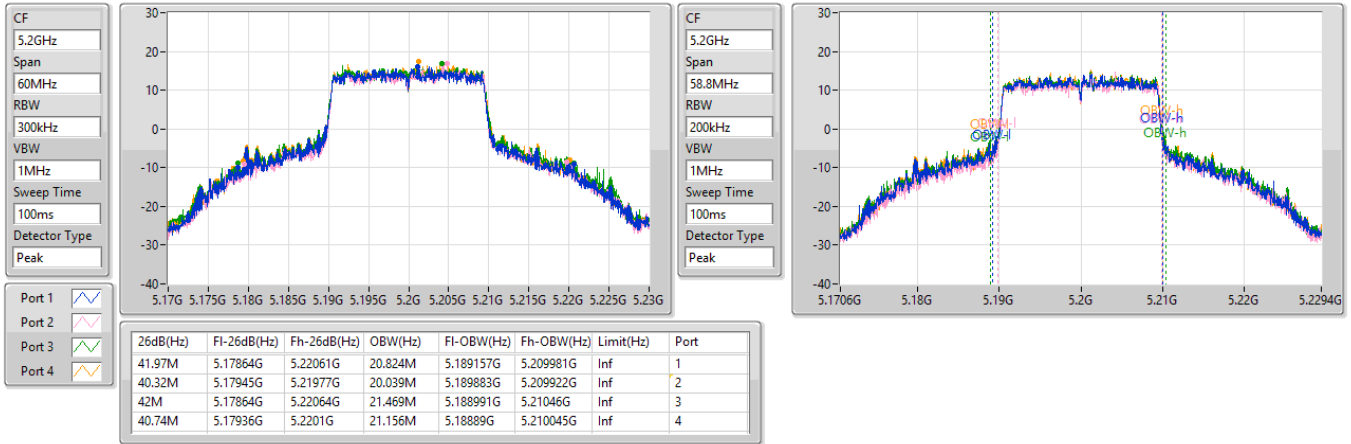 CF
5.2GHz
Span
60MHz
RBW
300kHz
VBW
1MHz
Sweep Time
100ms
Detector Type
Peak
30
20
10
0
-10
-20
-30
-40
5.17G 5.175G 5.18G 5.185G 5.19G 5.195G 5.2G 5.205G 5.21G 5.215G 5.22G 5.225G 5.23G
CF
5.2GHz
Span
58.8MHz
RBW
200kHz
VBW
1MHz
Sweep Time
100ms
Detector Type
Peak
30
20
10
0
-10
-20
-30
-40
OBW-l
OBW-h
OBW-h
OBW-h
5.1706G 5.18G 5.19G 5.2G 5.21G 5.22G 5.2294G
Port 1
Port 2
Port 3
Port 4
26dB(Hz) Fl-26dB(Hz) Fh-26dB(Hz) OBW(Hz) Fl-OBW(Hz) Fh-OBW(Hz) Limit(Hz) Port
41.97M 5.17864G 5.22061G 20.824M 5.189157G 5.209981G Inf 1
40.32M 5.17945G 5.21977G 20.039M 5.189883G 5.209922G Inf 2
42M 5.17864G 5.22064G 21.469M 5.188991G 5.21046G Inf 3
40.74M 5.17936G 5.2201G 21.156M 5.18889G 5.210045G Inf 4